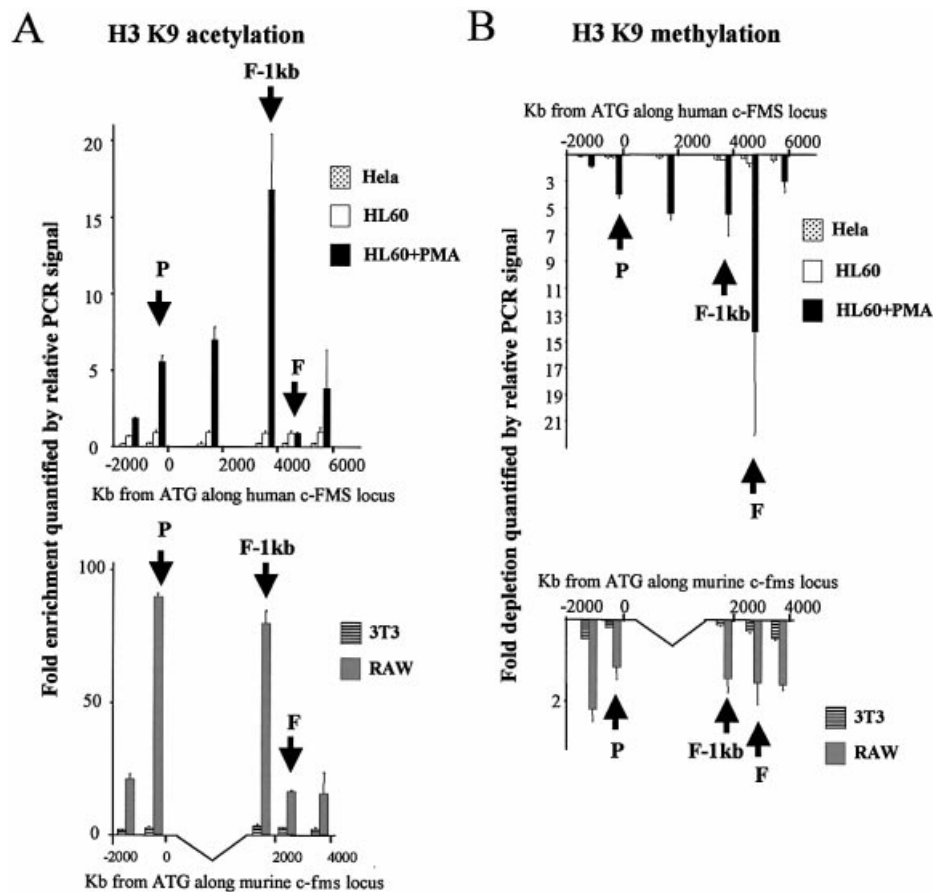 A
H3 K9 acetylation
F-1kb
20
15
10
5
0
P
F
Hela
HL60
HL60+PMA
-2000 0 2000 4000 6000
Kb from ATG along human c-FMS locus
Fold enrichment quantified by relative PCR signal
P
F-1kb
F
100
50
0
3T3
RAW
-2000 0 2000 4000
Kb from ATG along murine c-fms locus
B
H3 K9 methylation
Kb from ATG along human c-FMS locus
-2000 0 2000 4000 6000
3
5
7
9
11
13
15
17
19
21
P
F-1kb
F
Hela
HL60
HL60+PMA
Fold depletion quantified by relative PCR signal
Kb from ATG along murine c-fms locus
-2000 0 2000 4000
2
P
F-1kb
F
3T3
RAW